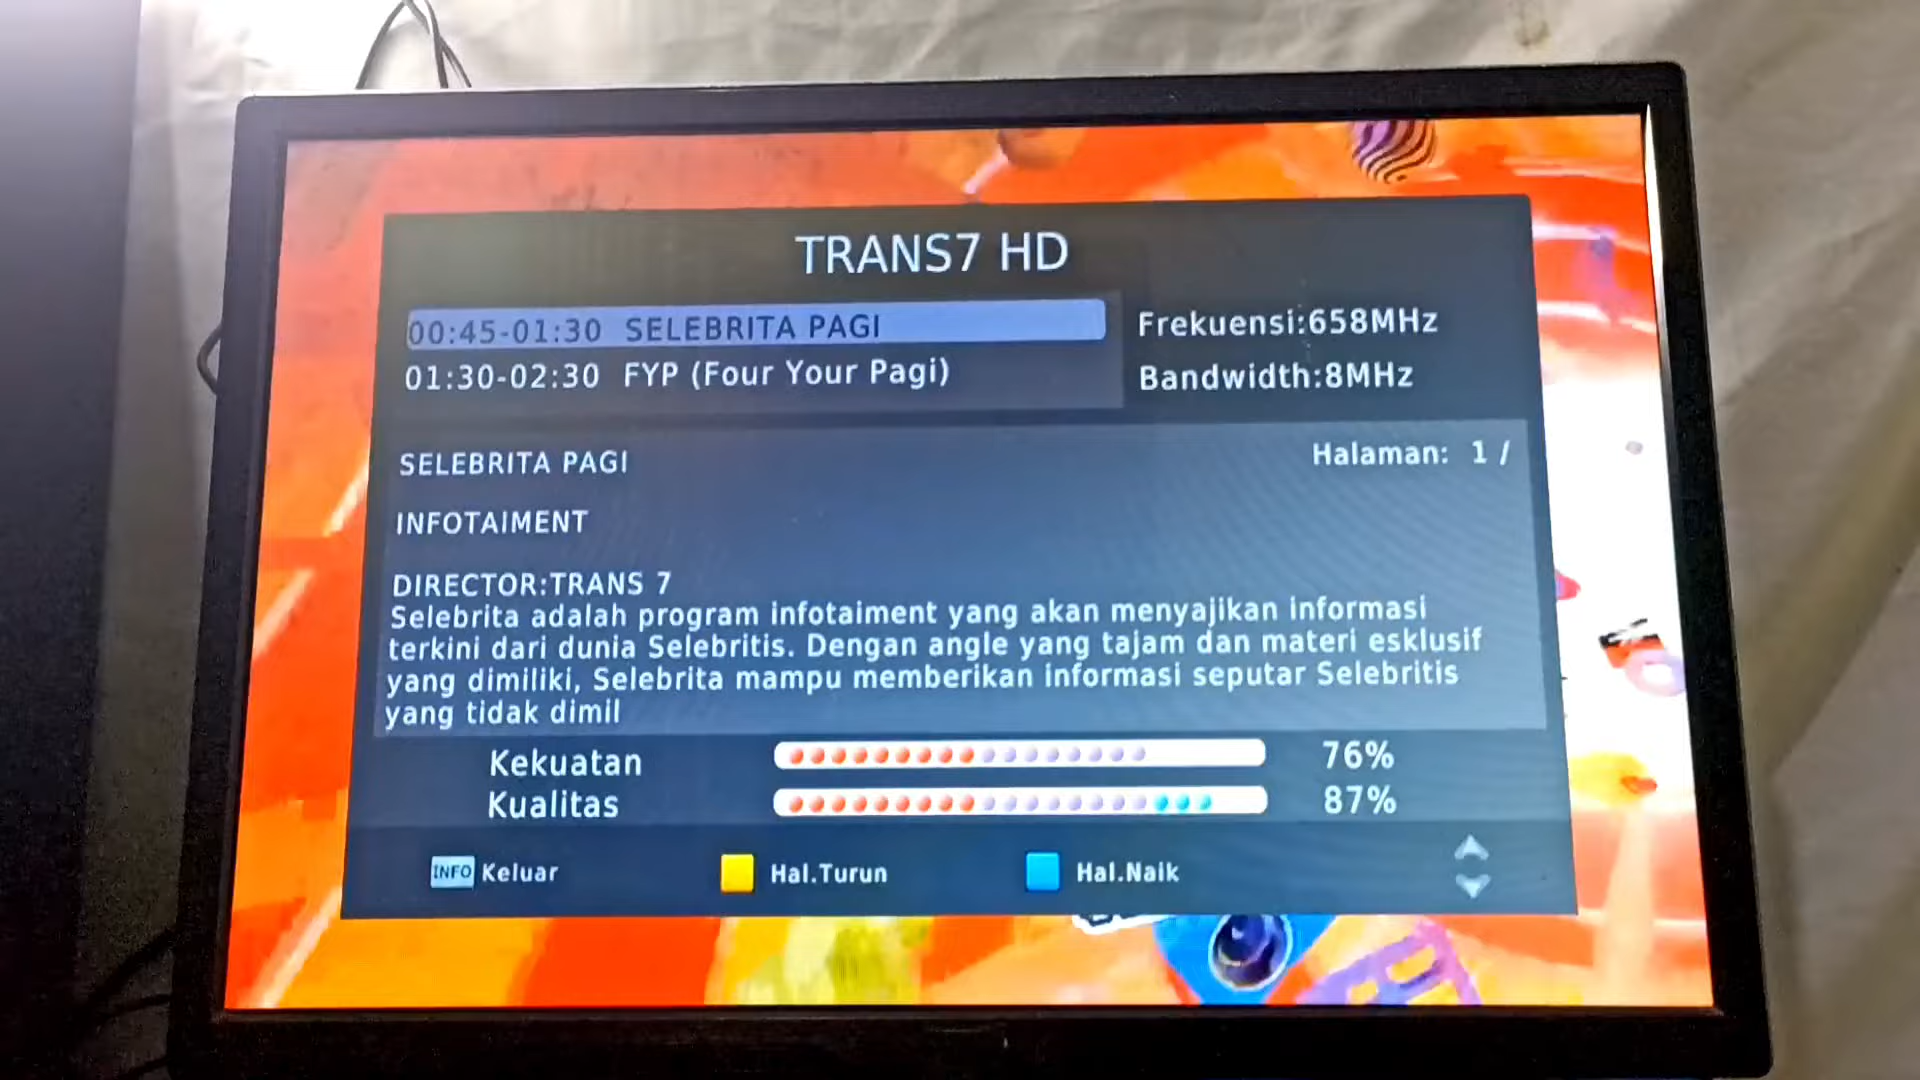 TRANS7 HD
00:45-01:30 SELEBRITA PAGI
01:30-02:30 FYP (Four Your Pagi)
Frekuensi:658MHz
Bandwidth:8MHz
SELEBRITA PAGI
Halaman: 1 /
INFOTAIMENT
DIRECTOR:TRANS 7
Selebrita adalah program infotaiment yang akan menyajikan informasi
terkini dari dunia Selebritis. Dengan angle yang tajam dan materi esklusif
yang dimiliki, Selebrita mampu memberikan informasi seputar Selebritis
yang tidak dimil
Kekuatan 76%
Kualitas 87%
INFO Keluar Hal.Turun Hal.Naik